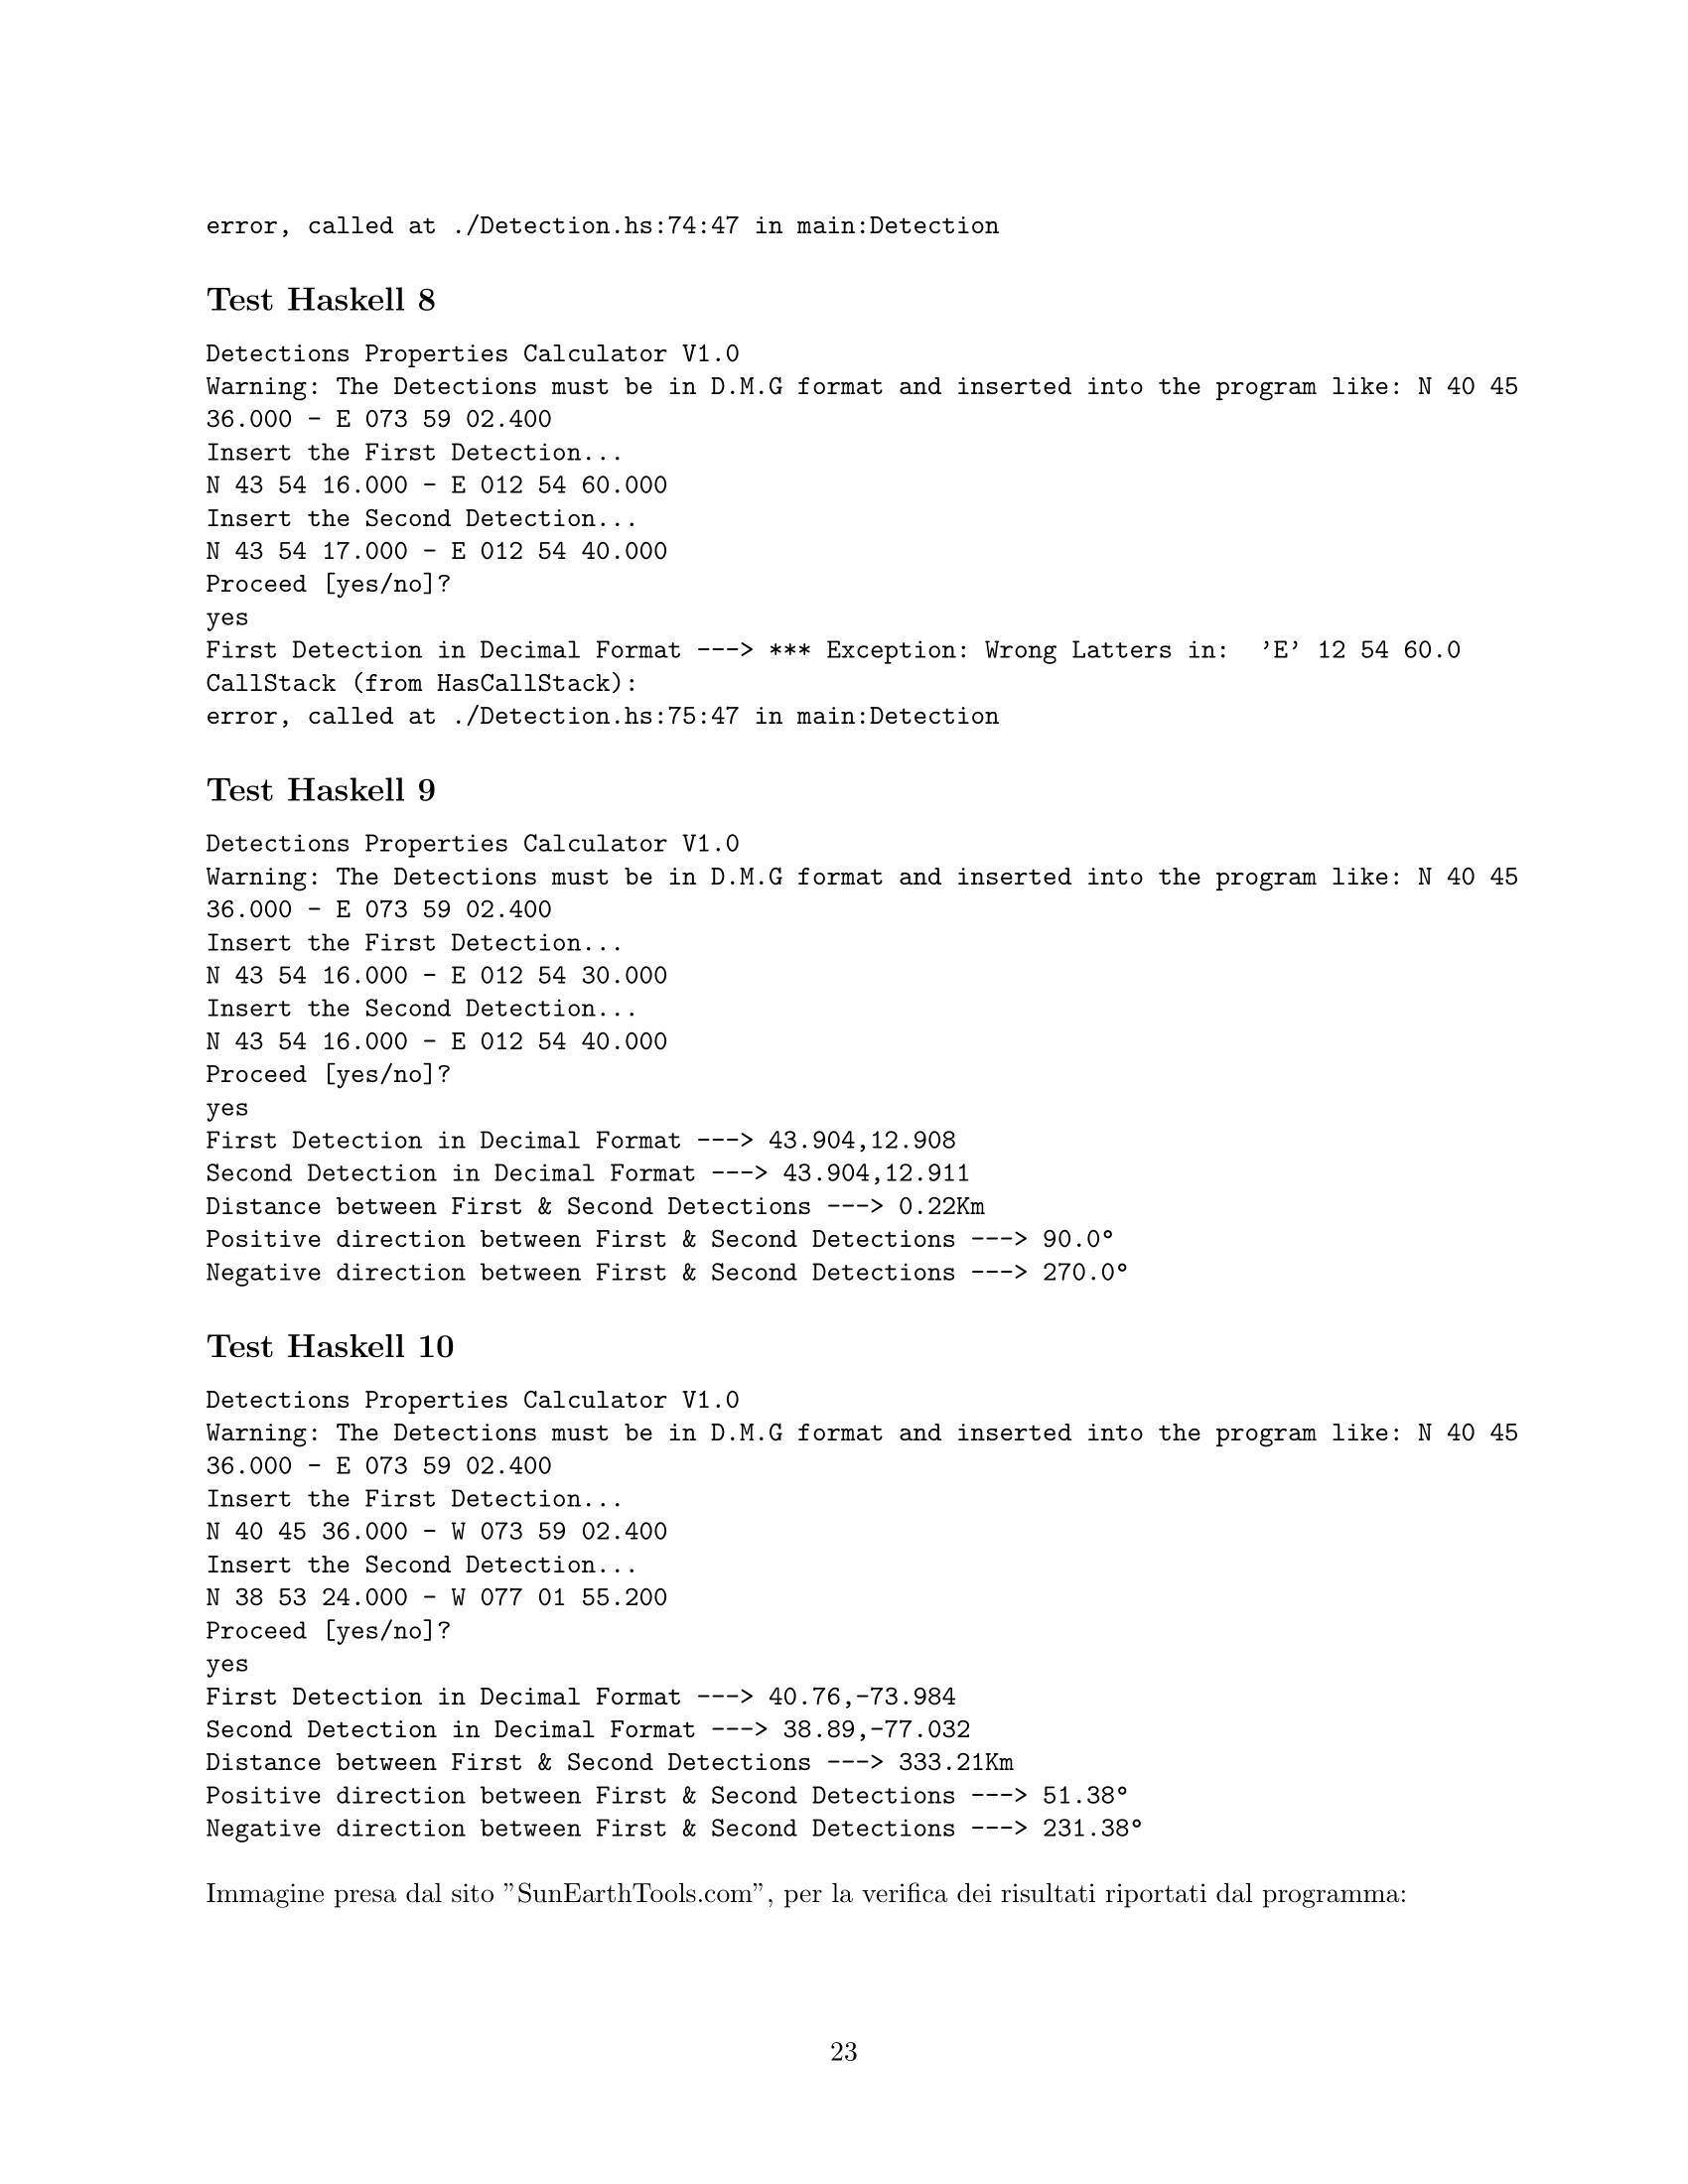 error, called at ./Detection.hs:74:47 in main:Detection
Test Haskell 8
Detections Properties Calculator V1.0
Warning: The Detections must be in D.M.G format and inserted into the program like: N 40 45
36.000 - E 073 59 02.400
Insert the First Detection...
N 43 54 16.000 - E 012 54 60.000
Insert the Second Detection...
N 43 54 17.000 - E 012 54 40.000
Proceed [yes/no]?
yes
First Detection in Decimal Format ---> *** Exception: Wrong Latters in:  ’E’ 12 54 60.0
CallStack (from HasCallStack):
error, called at ./Detection.hs:75:47 in main:Detection
Test Haskell 9
Detections Properties Calculator V1.0
Warning: The Detections must be in D.M.G format and inserted into the program like: N 40 45
36.000 - E 073 59 02.400
Insert the First Detection...
N 43 54 16.000 - E 012 54 30.000
Insert the Second Detection...
N 43 54 16.000 - E 012 54 40.000
Proceed [yes/no]?
yes
First Detection in Decimal Format ---> 43.904,12.908
Second Detection in Decimal Format ---> 43.904,12.911
Distance between First & Second Detections ---> 0.22Km
Positive direction between First & Second Detections ---> 90.0°
Negative direction between First & Second Detections ---> 270.0°
Test Haskell 10
Detections Properties Calculator V1.0
Warning: The Detections must be in D.M.G format and inserted into the program like: N 40 45
36.000 - E 073 59 02.400
Insert the First Detection...
N 40 45 36.000 - W 073 59 02.400
Insert the Second Detection...
N 38 53 24.000 - W 077 01 55.200
Proceed [yes/no]?
yes
First Detection in Decimal Format ---> 40.76,-73.984
Second Detection in Decimal Format ---> 38.89,-77.032
Distance between First & Second Detections ---> 333.21Km
Positive direction between First & Second Detections ---> 51.38°
Negative direction between First & Second Detections ---> 231.38°
Immagine presa dal sito ”SunEarthTools.com”, per la verifica dei risultati riportati dal programma:
23